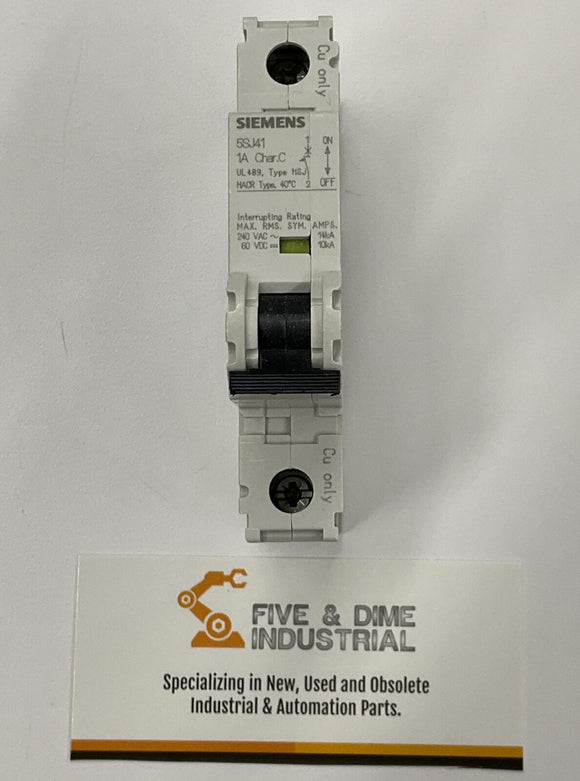 Cu only
SIEMENS
5SJ41
1 ON
1A Char.C
UL489, Type HSJ
HACR Type, 40°C 2 OFF
Interrupting Rating
MAX. RMS. SYM. AMPS.
240 VAC ~ 14kA
60 VDC ⎓ 10kA
Cu only
FIVE & DIME
INDUSTRIAL
Specializing in New, Used and Obsolete
Industrial & Automation Parts.